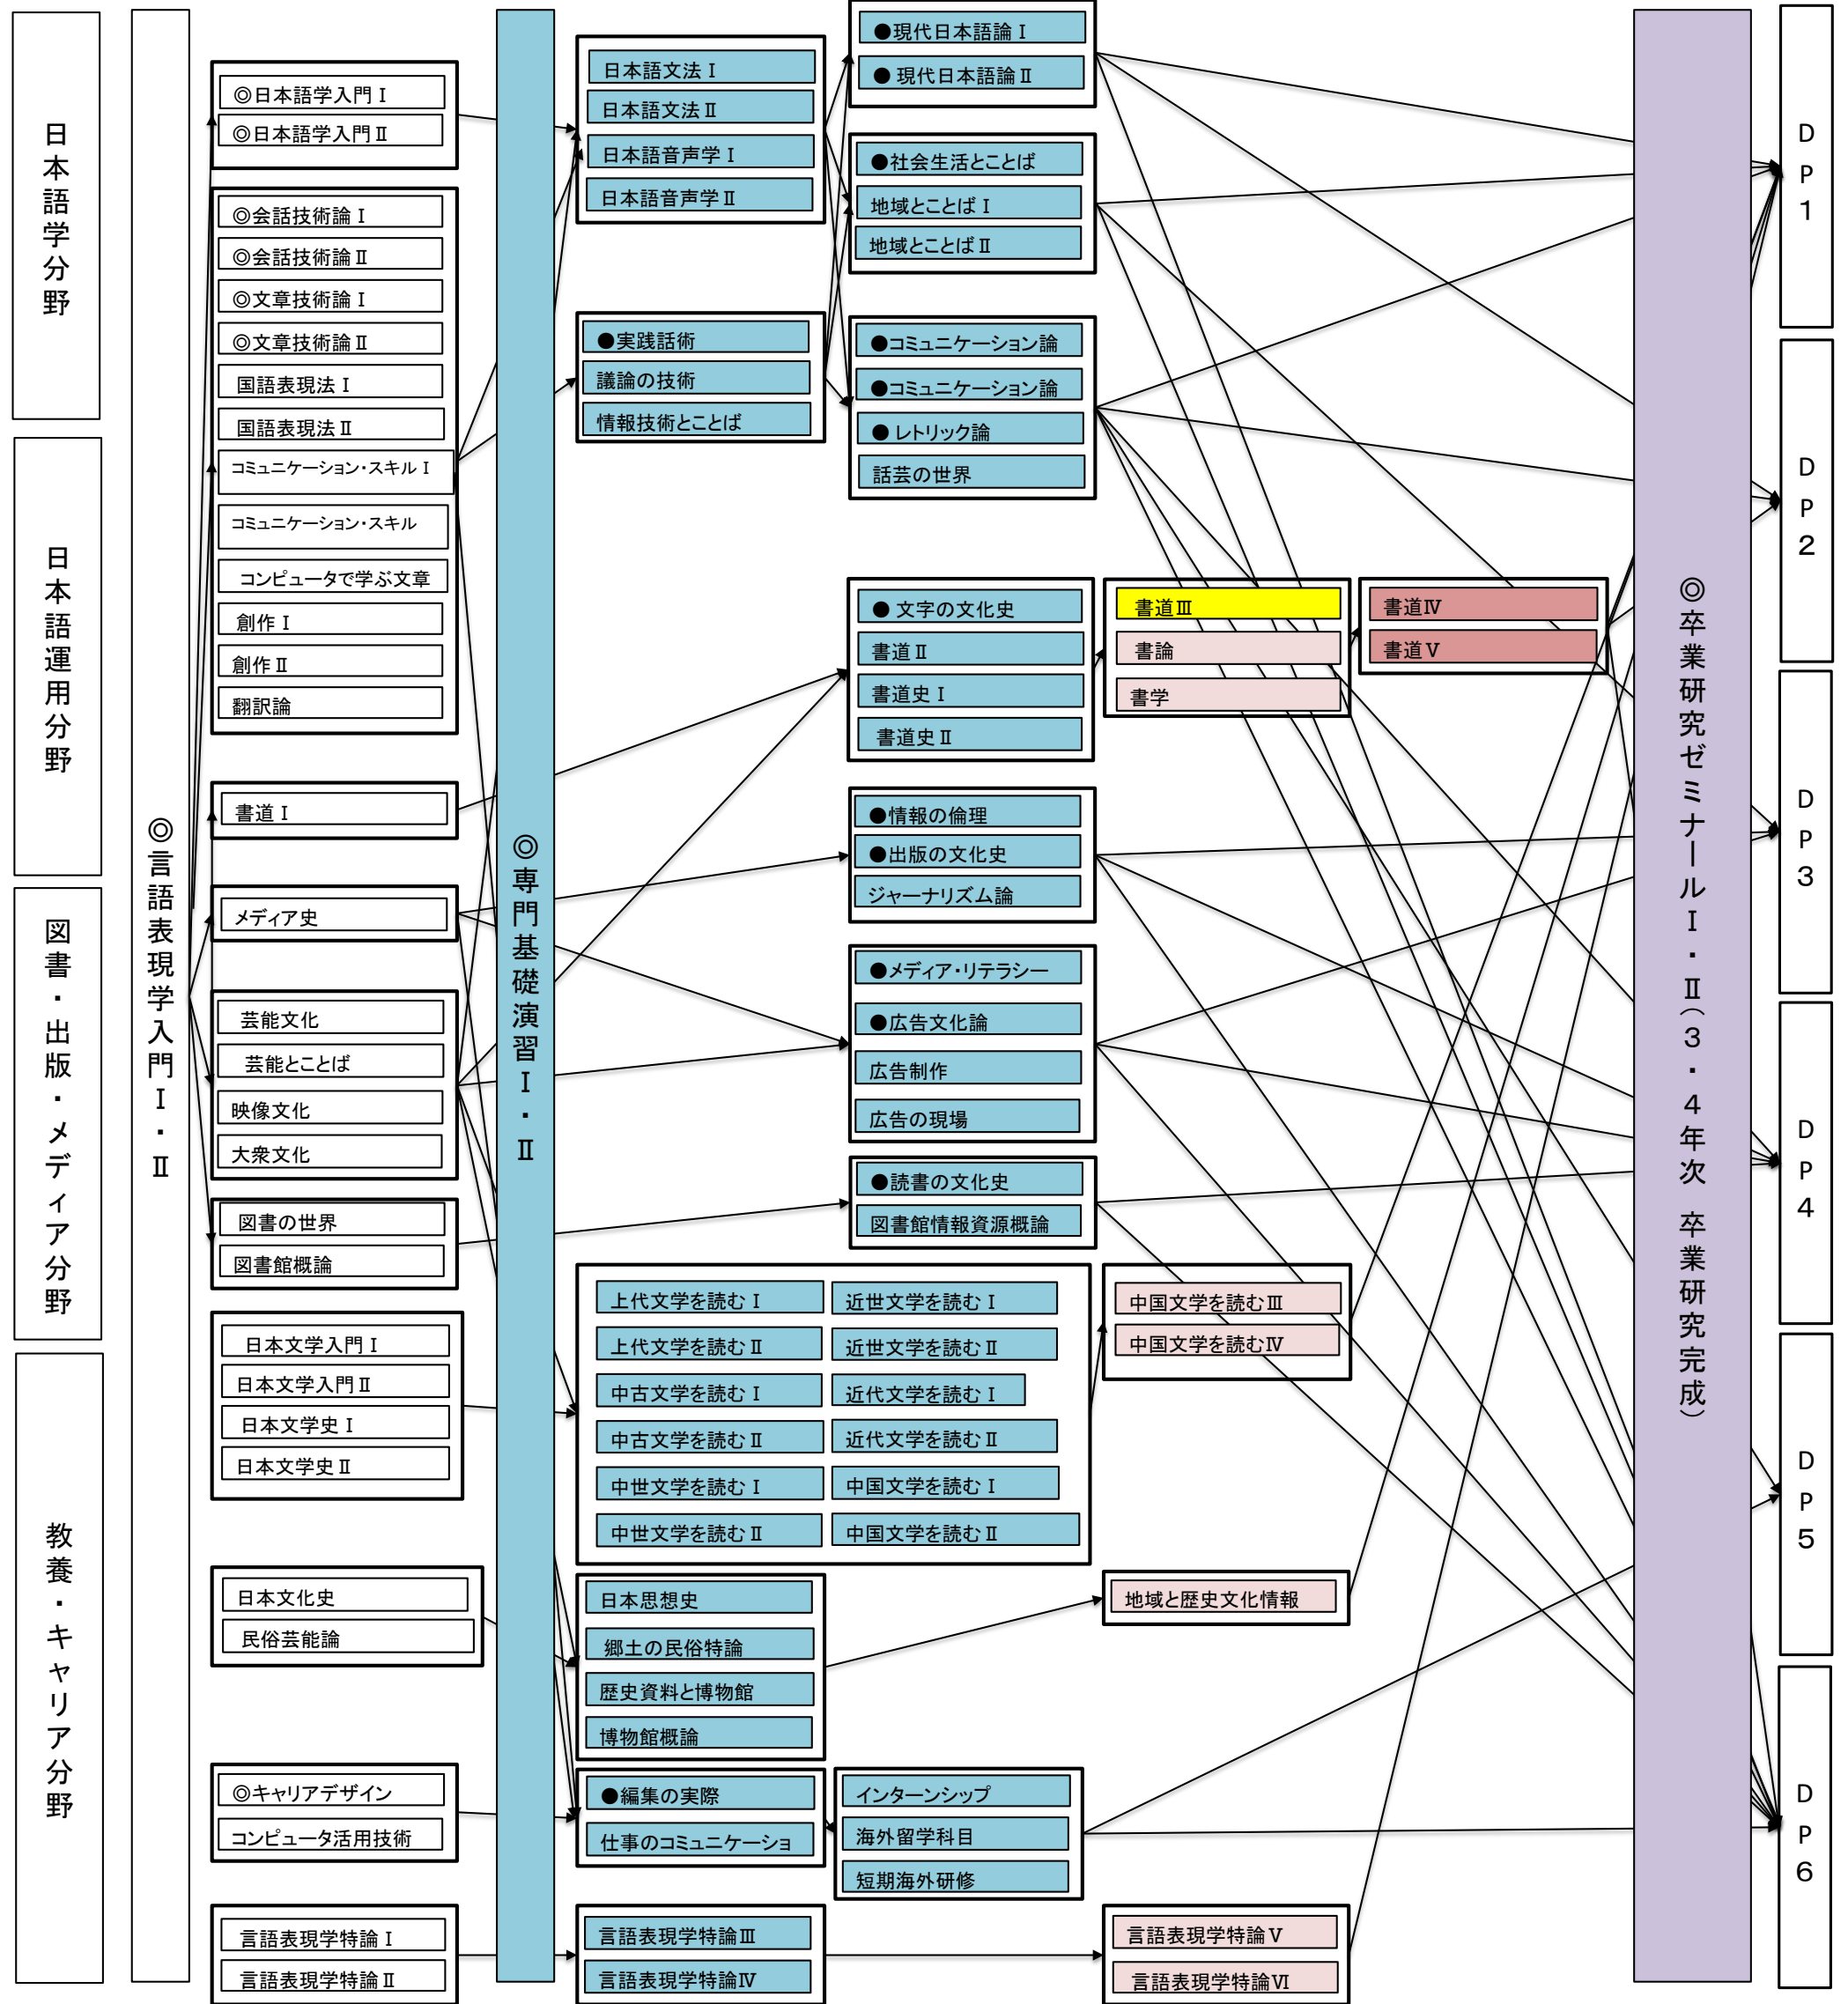 日本語学分野
日本語運用分野
図書・出版・メディア分野
教養・キャリア分野
◎言語表現学入門Ⅰ・Ⅱ
◎日本語学入門Ⅰ
◎日本語学入門Ⅱ
◎会話技術論Ⅰ
◎会話技術論Ⅱ
◎文章技術論Ⅰ
◎文章技術論Ⅱ
国語表現法Ⅰ
国語表現法Ⅱ
コミュニケーション・スキルⅠ
コミュニケーション・スキル
コンピュータで学ぶ文章
創作Ⅰ
創作Ⅱ
翻訳論
書道Ⅰ
メディア史
芸能文化
芸能とことば
映像文化
大衆文化
図書の世界
図書館概論
日本文学入門Ⅰ
日本文学入門Ⅱ
日本文学史Ⅰ
日本文学史Ⅱ
日本文化史
民俗芸能論
◎キャリアデザイン
コンピュータ活用技術
言語表現学特論Ⅰ
言語表現学特論Ⅱ
◎専門基礎演習Ⅰ・Ⅱ
日本語文法Ⅰ
日本語文法Ⅱ
日本語音声学Ⅰ
日本語音声学Ⅱ
●実践話術
議論の技術
情報技術とことば
●現代日本語論Ⅰ
● 現代日本語論Ⅱ
●社会生活とことば
地域とことばⅠ
地域とことばⅡ
●コミュニケーション論
●コミュニケーション論
● レトリック論
話芸の世界
● 文字の文化史
書道Ⅱ
書道史Ⅰ
書道史Ⅱ
書道Ⅲ
書論
書学
書道Ⅳ
書道Ⅴ
●情報の倫理
●出版の文化史
ジャーナリズム論
●メディア・リテラシー
●広告文化論
広告制作
広告の現場
●読書の文化史
図書館情報資源概論
上代文学を読むⅠ
上代文学を読むⅡ
中古文学を読むⅠ
中古文学を読むⅡ
中世文学を読むⅠ
中世文学を読むⅡ
近世文学を読むⅠ
近世文学を読むⅡ
近代文学を読むⅠ
近代文学を読むⅡ
中国文学を読むⅠ
中国文学を読むⅡ
中国文学を読むⅢ
中国文学を読むⅣ
日本思想史
郷土の民俗特論
歴史資料と博物館
博物館概論
地域と歴史文化情報
●編集の実際
仕事のコミュニケーショ
インターンシップ
海外留学科目
短期海外研修
言語表現学特論Ⅲ
言語表現学特論Ⅳ
言語表現学特論Ⅴ
言語表現学特論Ⅵ
◎卒業研究ゼミナールⅠ・Ⅱ（３・４年次 卒業研究完成）
DP1
DP2
DP3
DP4
DP5
DP6